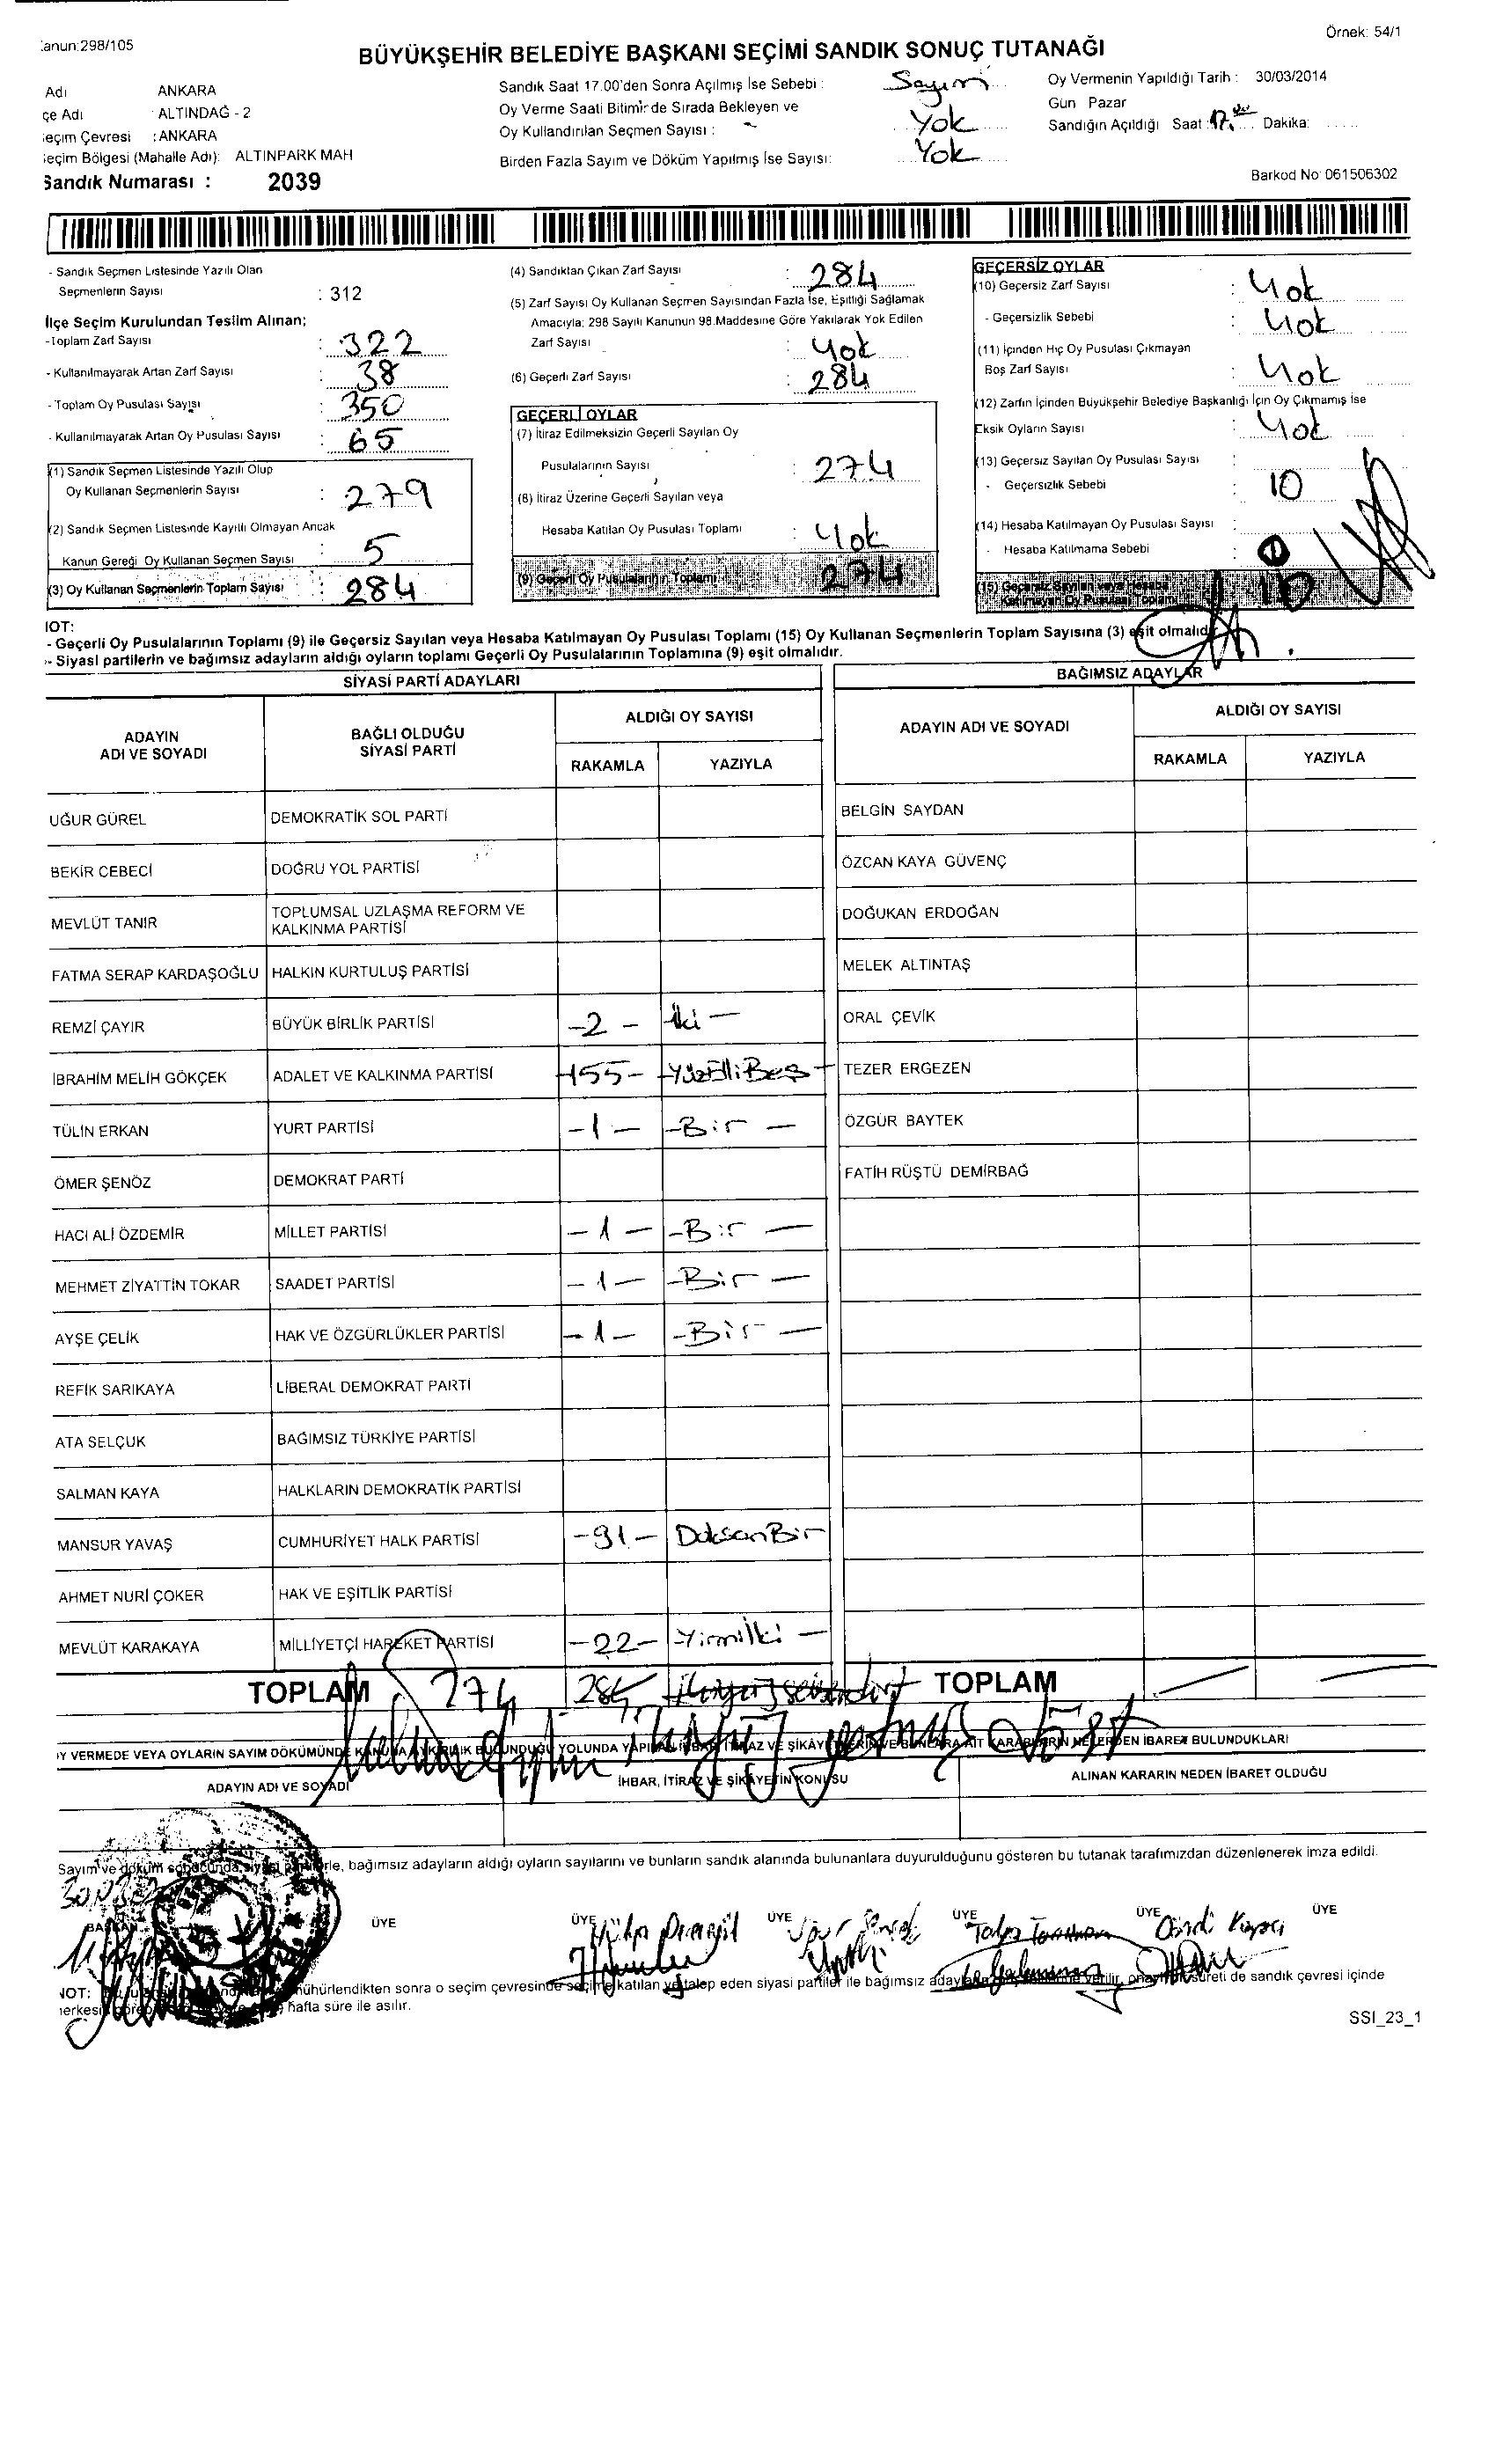 Kanun:298/105
Örnek: 54/1
BÜYÜKŞEHİR BELEDİYE BAŞKANI SEÇİMİ SANDIK SONUÇ TUTANAĞI
Adı ANKARA
çe Adı : ALTINDAĞ - 2
eçim Çevresi : ANKARA
eçim Bölgesi (Mahalle Adı): ALTINPARK MAH
Sandık Numarası : 2039
Sandık Saat 17.00'den Sonra Açılmış İse Sebebi : Sayım
Oy Verme Saati Bitiminde Sırada Bekleyen ve
Oy Kullandırılan Seçmen Sayısı : Yok
Birden Fazla Sayım ve Döküm Yapılmış İse Sayısı: Yok
Oy Vermenin Yapıldığı Tarih : 30/03/2014
Gün Pazar
Sandığın Açıldığı Saat : 17. Dakika:
Barkod No 061506302
- Sandık Seçmen Listesinde Yazılı Olan
Seçmenlerin Sayısı : 312
İlçe Seçim Kurulundan Teslim Alınan;
-Toplam Zarf Sayısı : 322
- Kullanılmayarak Artan Zarf Sayısı : 38
- Toplam Oy Pusulası Sayışı : 350
- Kullanılmayarak Artan Oy Pusulası Sayısı : 65
(1) Sandık Seçmen Listesinde Yazılı Olup
Oy Kullanan Seçmenlerin Sayısı : 279
(2) Sandık Seçmen Listesinde Kayıtlı Olmayan Ancak
Kanun Gereği Oy Kullanan Seçmen Sayısı : 5
(3) Oy Kullanan Seçmenlerin Toplam Sayısı : 284
(4) Sandıktan Çıkan Zarf Sayısı : 284
(5) Zarf Sayısı Oy Kullanan Seçmen Sayısından Fazla İse, Eşitliği Sağlamak
Amacıyla; 298 Sayılı Kanunun 98.Maddesine Göre Yakılarak Yok Edilen
Zarf Sayısı : Yok
(6) Geçerli Zarf Sayısı : 284
GEÇERLİ OYLAR
(7) İtiraz Edilmeksizin Geçerli Sayılan Oy
Pusulalarının Sayısı : 274
(8) İtiraz Üzerine Geçerli Sayılan veya
Hesaba Katılan Oy Pusulası Toplamı : Yok
(9) Geçerli Oy Pusulalarının Toplamı : 274
GEÇERSİZ OYLAR
(10) Geçersiz Zarf Sayısı : Yok
- Geçersizlik Sebebi : Yok
(11) İçinden Hiç Oy Pusulası Çıkmayan
Boş Zarf Sayısı : Yok
(12) Zarfın İçinden Büyükşehir Belediye Başkanlığı İçin Oy Çıkmamış İse
Eksik Oyların Sayısı : Yok
(13) Geçersiz Sayılan Oy Pusulası Sayısı :
- Geçersizlik Sebebi : 10
(14) Hesaba Katılmayan Oy Pusulası Sayısı :
- Hesaba Katılmama Sebebi :
(15) Geçersiz Sayılan veya Hesaba
Katılmayan Oy Pusulası Toplamı 10
NOT:
- Geçerli Oy Pusulalarının Toplamı (9) ile Geçersiz Sayılan veya Hesaba Katılmayan Oy Pusulası Toplamı (15) Oy Kullanan Seçmenlerin Toplam Sayısına (3) eşit olmalıdır.
- Siyasi partilerin ve bağımsız adayların aldığı oyların toplamı Geçerli Oy Pusulalarının Toplamına (9) eşit olmalıdır.
SİYASİ PARTİ ADAYLARI
BAĞIMSIZ ADAYLAR
ADAYIN ADI VE SOYADI
BAĞLI OLDUĞU SİYASİ PARTİ
ALDIĞI OY SAYISI
RAKAMLA YAZIYLA
ADAYIN ADI VE SOYADI
ALDIĞI OY SAYISI
RAKAMLA YAZIYLA
UĞUR GÜREL DEMOKRATİK SOL PARTİ BELGİN SAYDAN
BEKİR CEBECİ DOĞRU YOL PARTİSİ ÖZCAN KAYA GÜVENÇ
MEVLÜT TANIR TOPLUMSAL UZLAŞMA REFORM VE KALKINMA PARTİSİ DOĞUKAN ERDOĞAN
FATMA SERAP KARDAŞOĞLU HALKIN KURTULUŞ PARTİSİ MELEK ALTINTAŞ
REMZİ ÇAYIR BÜYÜK BİRLİK PARTİSİ -2- İki- ORAL ÇEVİK
İBRAHİM MELİH GÖKÇEK ADALET VE KALKINMA PARTİSİ -155- -YüzElliBeş- TEZER ERGEZEN
TÜLİN ERKAN YURT PARTİSİ -1- -Bir- ÖZGÜR BAYTEK
ÖMER ŞENÖZ DEMOKRAT PARTİ FATİH RÜŞTÜ DEMİRBAĞ
HACI ALİ ÖZDEMİR MİLLET PARTİSİ -1- -Bir-
MEHMET ZİYATTİN TOKAR SAADET PARTİSİ -1- -Bir-
AYŞE ÇELİK HAK VE ÖZGÜRLÜKLER PARTİSİ -1- -Bir-
REFİK SARIKAYA LİBERAL DEMOKRAT PARTİ
ATA SELÇUK BAĞIMSIZ TÜRKİYE PARTİSİ
SALMAN KAYA HALKLARIN DEMOKRATİK PARTİSİ
MANSUR YAVAŞ CUMHURİYET HALK PARTİSİ -91- DoksanBir
AHMET NURİ ÇOKER HAK VE EŞİTLİK PARTİSİ
MEVLÜT KARAKAYA MİLLİYETÇİ HAREKET PARTİSİ -22- -Yirmiİki-
TOPLAM 274 284 İkiyüzseksendört TOPLAM
ikiyüz yetmiş dört
OY VERMEDE VEYA OYLARIN SAYIM DÖKÜMÜNDE KANUNA AYKIRILIK BULUNDUĞU YOLUNDA YAPILAN İHBAR, İTİRAZ VE ŞİKAYETLERİN VE BUNLARA AİT KARARLARIN NELERDEN İBARET BULUNDUKLARI
ADAYIN ADI VE SOYADI
İHBAR, İTİRAZ VE ŞİKAYETİN KONUSU
ALINAN KARARIN NEDEN İBARET OLDUĞU
Sayım ve döküm sonucunda, siyasi partilerle, bağımsız adayların aldığı oyların sayılarını ve bunların sandık alanında bulunanlara duyurulduğunu gösteren bu tutanak tarafımızdan düzenlenerek imza edildi.
BAŞKAN ÜYE ÜYE ÜYE ÜYE ÜYE ÜYE
NOT: mühürlendikten sonra o seçim çevresinde seçime katılan ve talep eden siyasi partiler ile bağımsız adaylara verilir, onaylı sureti de sandık çevresi içinde
hafta süre ile asılır.
SSI_23_1